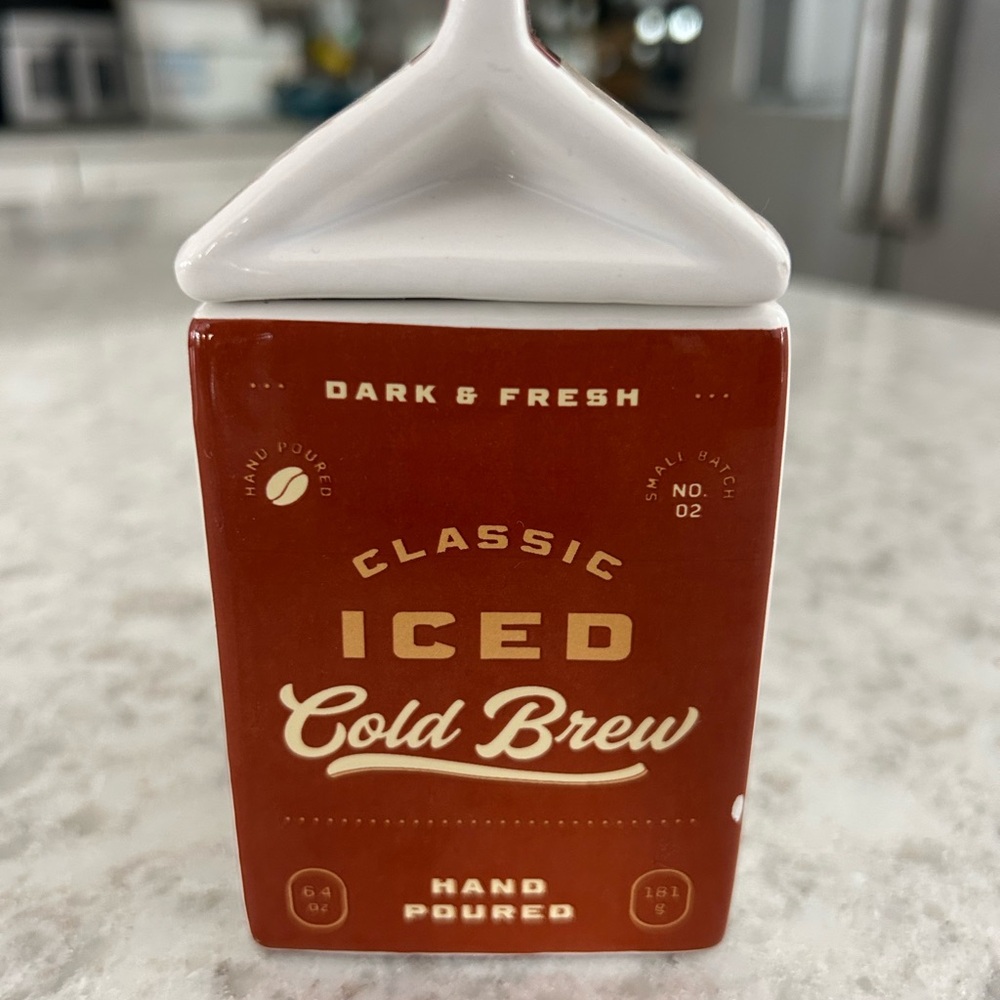 DARK & FRESH
HAND POURED
SMALL BATCH
NO.
02
CLASSIC
ICED
Cold Brew
64
oz
HAND
POURED
181
g